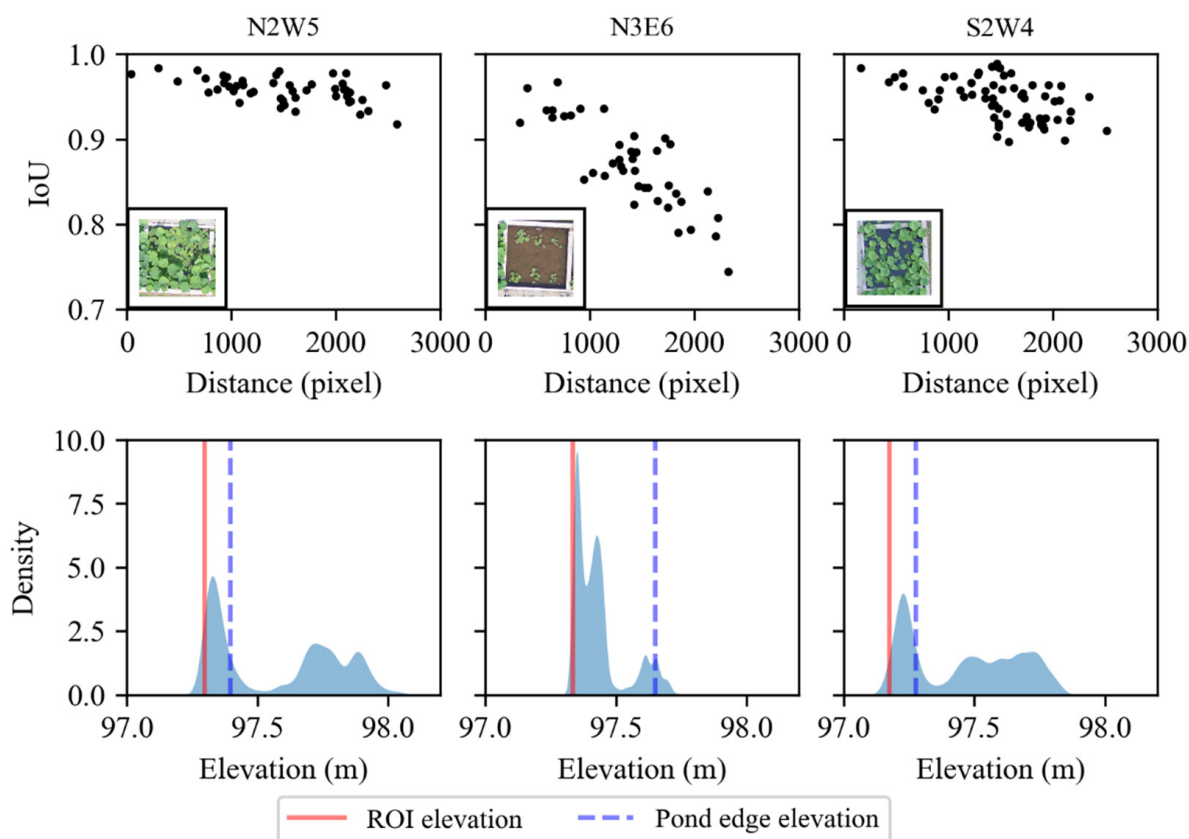 N2W5 N3E6 S2W4
1.0
0.9
0.8
0.7
IoU
0 1000 2000 3000 0 1000 2000 3000 0 1000 2000 3000
Distance (pixel) Distance (pixel) Distance (pixel)
10.0
7.5
5.0
2.5
0.0
Density
97.0 97.5 98.0 97.0 97.5 98.0 97.0 97.5 98.0
Elevation (m) Elevation (m) Elevation (m)
ROI elevation Pond edge elevation